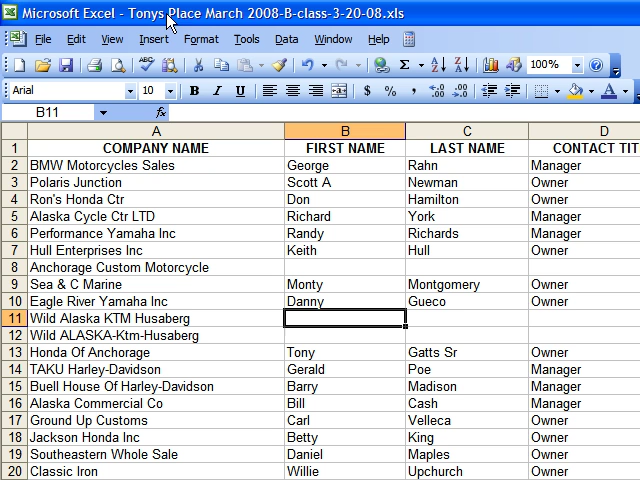 Microsoft Excel - Tonys Place March 2008-B-class-3-20-08.xls
File Edit View Insert Format Tools Data Window Help
ABC Σ A Z Z A 100%
Arial 10 B I U $ % , .00 .00
B11 fx
A B C D
1 COMPANY NAME FIRST NAME LAST NAME CONTACT TIT
2 BMW Motorcycles Sales George Rahn Manager
3 Polaris Junction Scott A Newman Owner
4 Ron's Honda Ctr Don Hamilton Owner
5 Alaska Cycle Ctr LTD Richard York Manager
6 Performance Yamaha Inc Randy Richards Manager
7 Hull Enterprises Inc Keith Hull Owner
8 Anchorage Custom Motorcycle
9 Sea & C Marine Monty Montgomery Owner
10 Eagle River Yamaha Inc Danny Gueco Owner
11 Wild Alaska KTM Husaberg
12 Wild ALASKA-Ktm-Husaberg
13 Honda Of Anchorage Tony Gatts Sr Owner
14 TAKU Harley-Davidson Gerald Poe Manager
15 Buell House Of Harley-Davidson Barry Madison Manager
16 Alaska Commercial Co Bill Cash Manager
17 Ground Up Customs Carl Velleca Owner
18 Jackson Honda Inc Betty King Owner
19 Southeastern Whole Sale Daniel Maples Owner
20 Classic Iron Willie Upchurch Owner